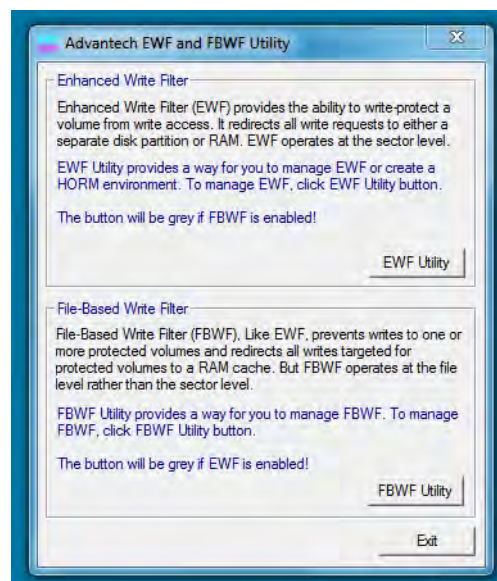 Advantech EWF and FBWF Utility
Enhanced Write Filter
Enhanced Write Filter (EWF) provides the ability to write-protect a
volume from write access. It redirects all write requests to either a
separate disk partition or RAM. EWF operates at the sector level.
EWF Utility provides a way for you to manage EWF or create a
HORM environment. To manage EWF, click EWF Utility button.
The button will be grey if FBWF is enabled!
EWF Utility
File-Based Write Filter
File-Based Write Filter (FBWF), Like EWF, prevents writes to one or
more protected volumes and redirects all writes targeted for
protected volumes to a RAM cache. But FBWF operates at the file
level rather than the sector level.
FBWF Utility provides a way for you to manage FBWF. To manage
FBWF, click FBWF Utility button.
The button will be grey if EWF is enabled!
FBWF Utility
Exit